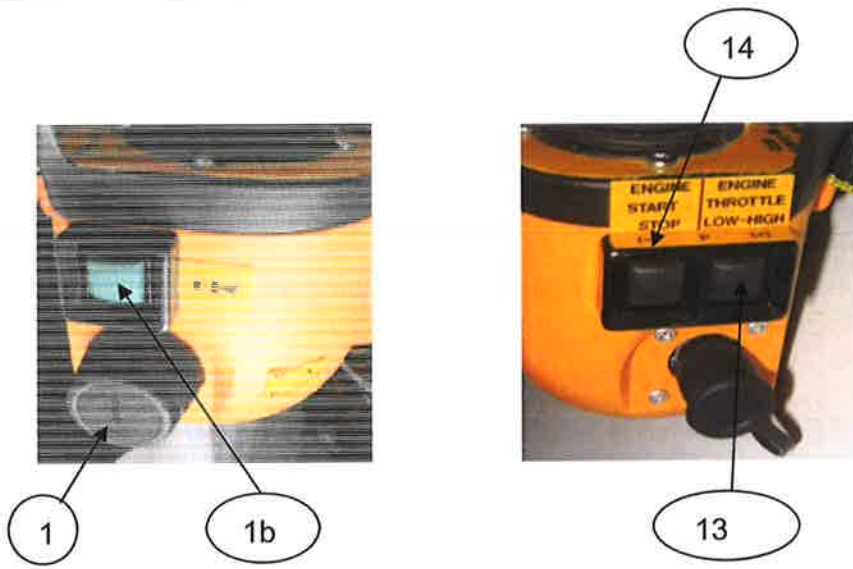 14
ENGINE START STOP
ENGINE THROTTLE LOW-HIGH
1
1b
13